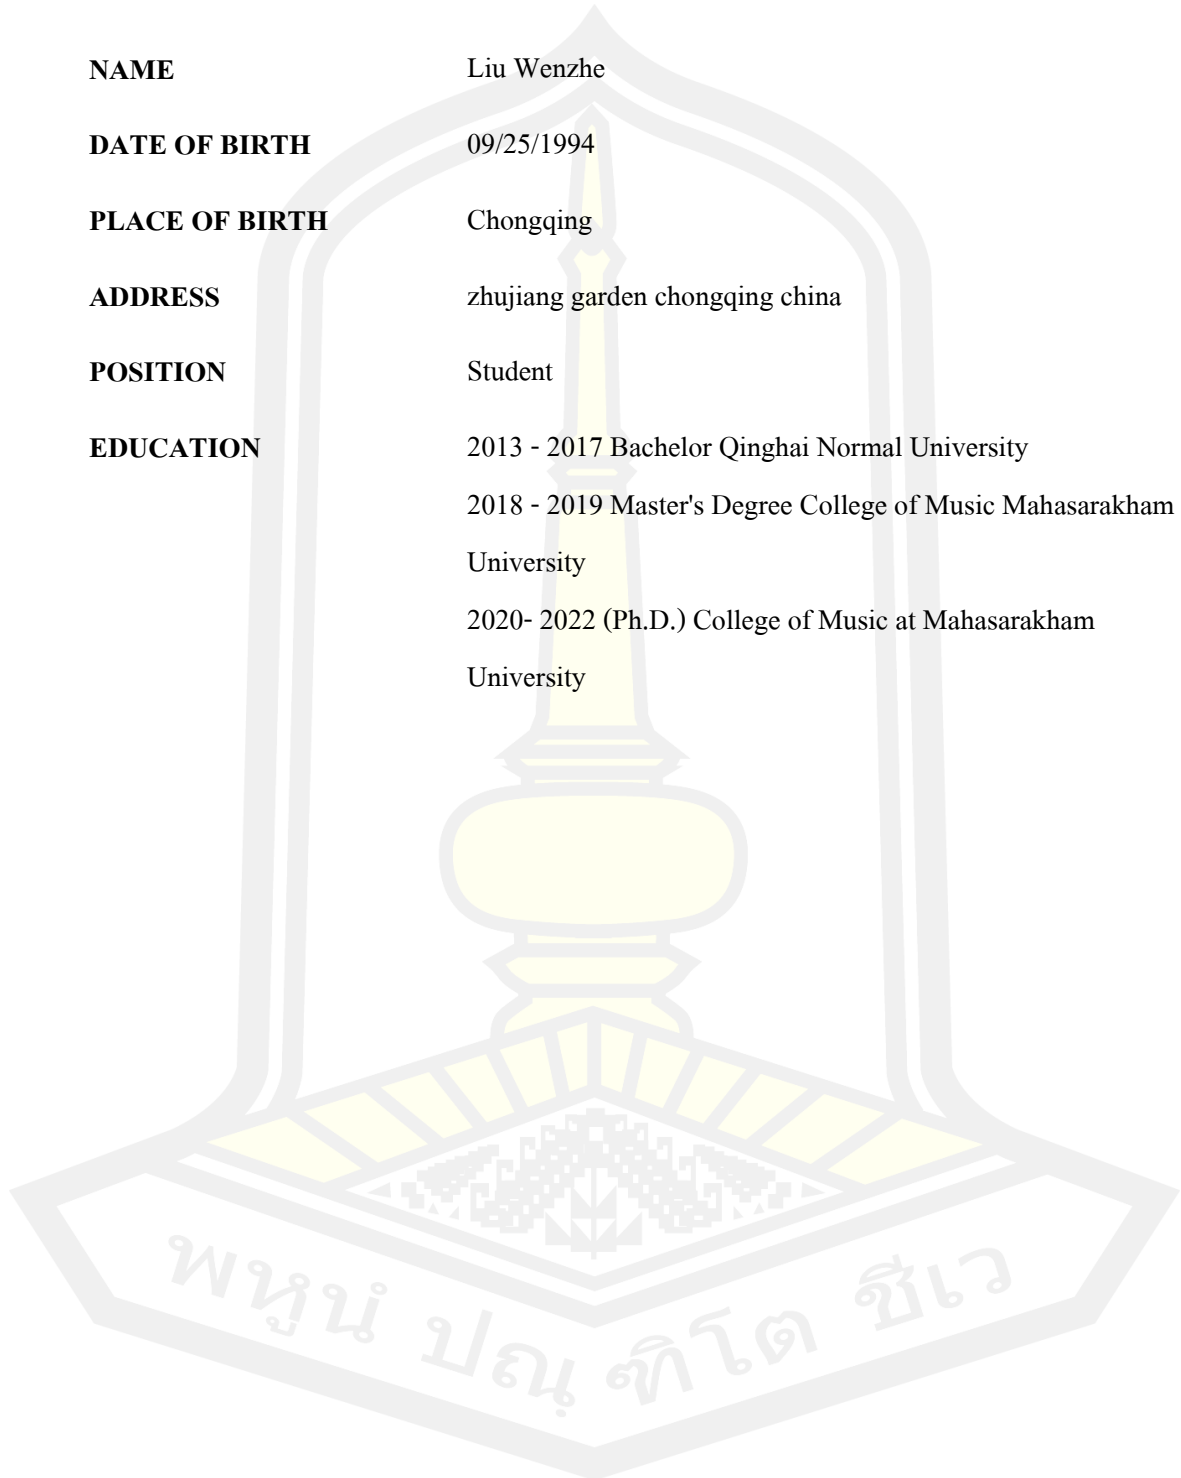 NAME Liu Wenzhe
DATE OF BIRTH 09/25/1994
PLACE OF BIRTH Chongqing
ADDRESS zhujiang garden chongqing china
POSITION Student
EDUCATION 2013 - 2017 Bachelor Qinghai Normal University
2018 - 2019 Master's Degree College of Music Mahasarakham
University
2020- 2022 (Ph.D.) College of Music at Mahasarakham
University
พหูนํ ปณฺฑิโต ชีเว